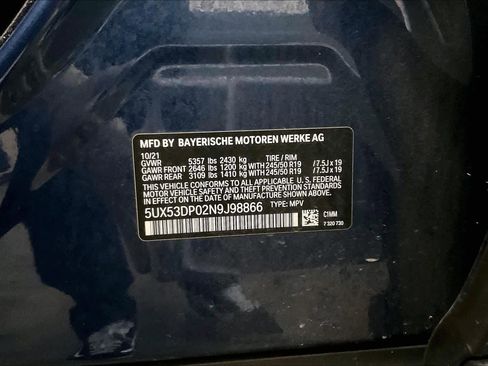 MFD BY BAYERISCHE MOTOREN WERKE AG
10/21 TIRE / RIM
GVWR 5357 lbs 2430 kg
GAWR FRONT 2646 lbs 1200 kg WITH 245/50 R19 / 7.5J x 19
GAWR REAR 3109 lbs 1410 kg WITH 245/50 R19 / 7.5J x 19
THIS VEHICLE CONFORMS TO ALL APPLICABLE
U.S. FEDERAL MOTOR VEHICLE SAFETY STANDARDS
IN EFFECT ON THE DATE OF MANUFACTURE
SHOWN ABOVE.
5UX53DP02N9J98866 TYPE: MPV
C1MM
7 320 730